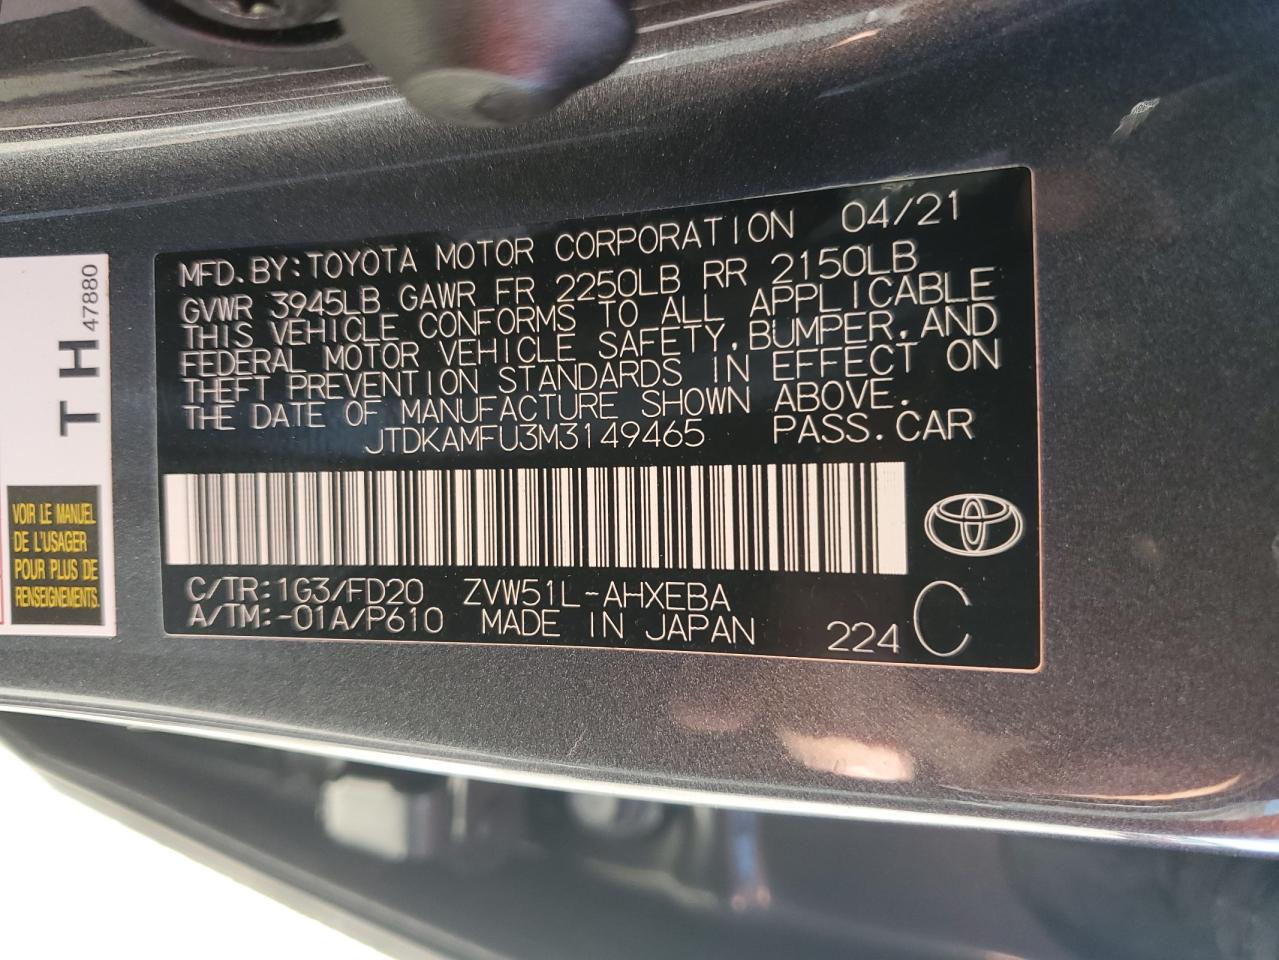 MFD.BY:TOYOTA MOTOR CORPORATION 04/21
GVWR 3945LB GAWR FR 2250LB RR 2150LB
THIS VEHICLE CONFORMS TO ALL APPLICABLE
FEDERAL MOTOR VEHICLE SAFETY,BUMPER,AND
THEFT PREVENTION STANDARDS IN EFFECT ON
THE DATE OF MANUFACTURE SHOWN ABOVE.
JTDKAMFU3M3149465 PASS.CAR
C/TR:1G3/FD20 ZVW51L-AHXEBA
A/TM:-01A/P610 MADE IN JAPAN 224 C
TH
47880
VOIR LE MANUEL
DE L'USAGER
POUR PLUS DE
RENSEIGNEMENTS.